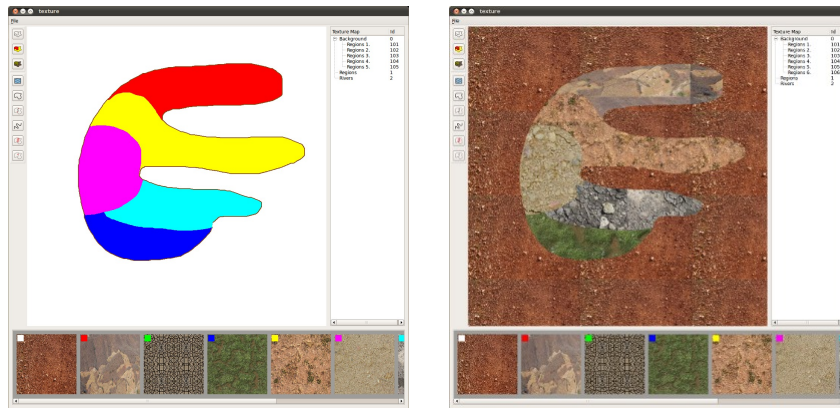 texture
File
Texture Map Id
Background 0
Regions 1. 101
Regions 2. 102
Regions 3. 103
Regions 4. 104
Regions 5. 105
Regions 1
Rivers 2
texture
File
Texture Map Id
Background 0
Regions 1. 101
Regions 2. 102
Regions 3. 103
Regions 4. 104
Regions 5. 105
Regions 6. 106
Regions 1
Rivers 2